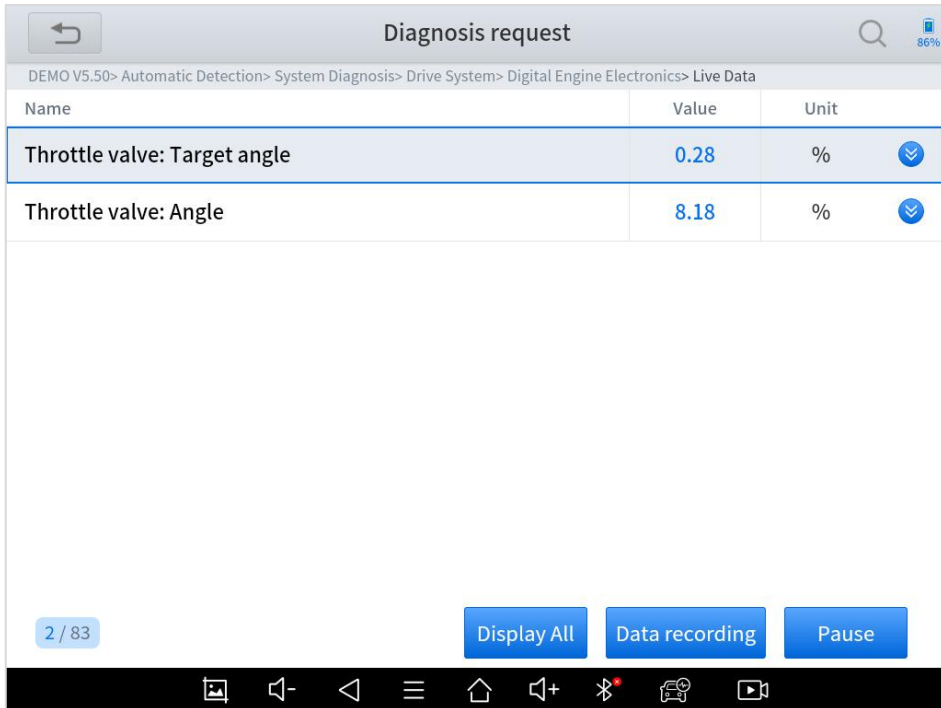 Diagnosis request
86%
DEMO V5.50> Automatic Detection> System Diagnosis> Drive System> Digital Engine Electronics> Live Data
Name Value Unit
Throttle valve: Target angle 0.28 %
Throttle valve: Angle 8.18 %
2 / 83 Display All Data recording Pause